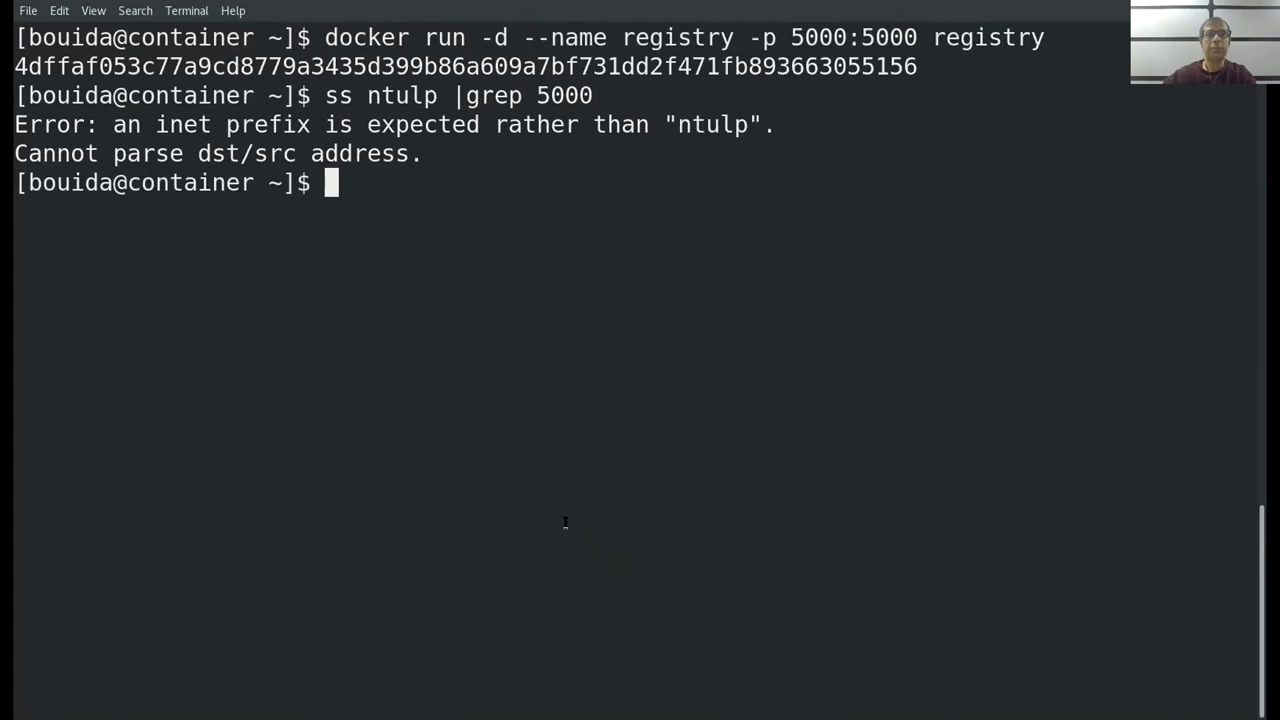 File Edit View Search Terminal Help
[bouida@container ~]$ docker run -d --name registry -p 5000:5000 registry
4dffaf053c77a9cd8779a3435d399b86a609a7bf731dd2f471fb893663055156
[bouida@container ~]$ ss ntulp |grep 5000
Error: an inet prefix is expected rather than "ntulp".
Cannot parse dst/src address.
[bouida@container ~]$